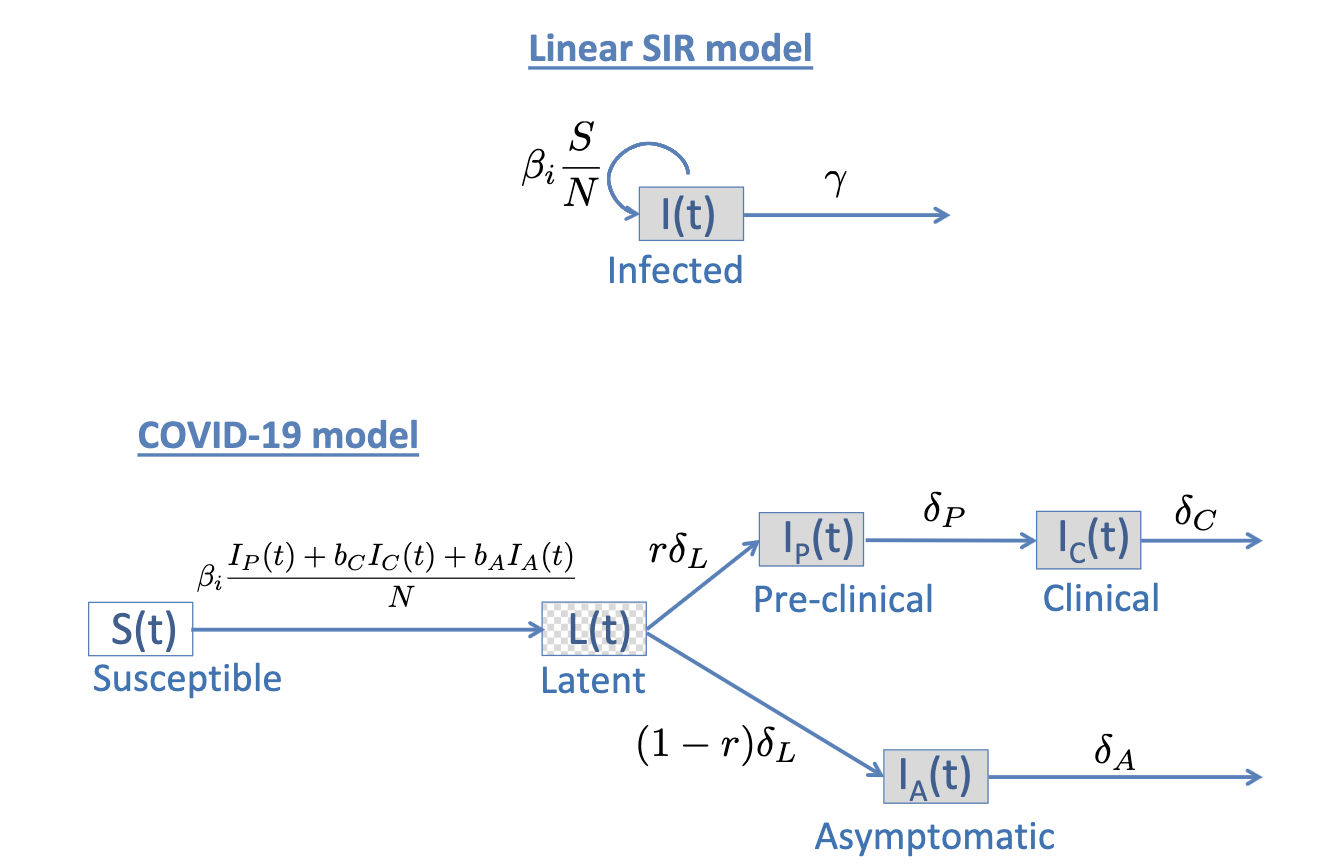 Linear SIR model
β_i S/N
γ
I(t)
Infected
COVID-19 model
β_i (I_P(t) + b_C I_C(t) + b_A I_A(t))/N
S(t)
Susceptible
L(t)
Latent
rδ_L
I_P(t)
Pre-clinical
δ_P
I_C(t)
Clinical
δ_C
(1 − r)δ_L
I_A(t)
Asymptomatic
δ_A